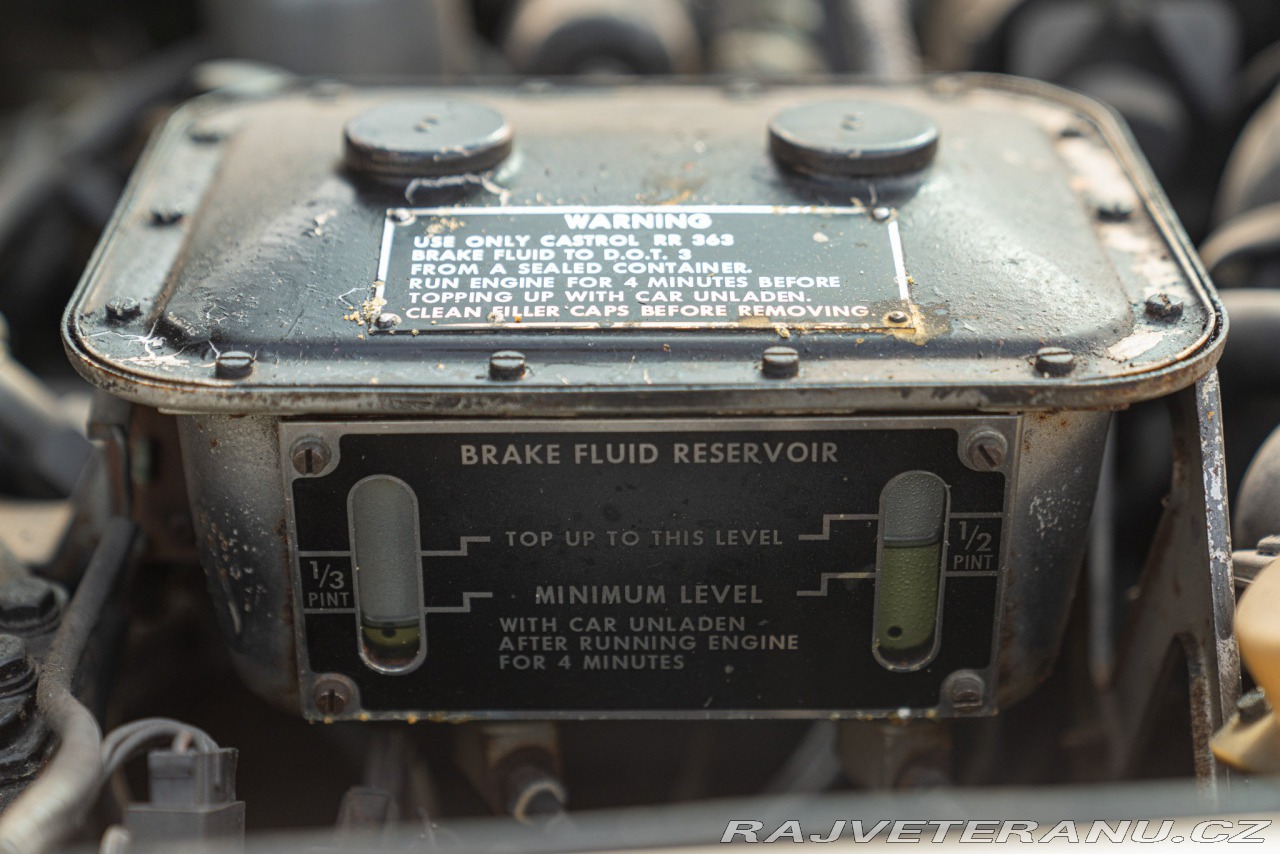 WARNING
USE ONLY CASTROL RR 363
BRAKE FLUID TO D.O.T. 3
FROM A SEALED CONTAINER.
RUN ENGINE FOR 4 MINUTES BEFORE
TOPPING UP WITH CAR UNLADEN.
CLEAN FILLER CAPS BEFORE REMOVING.
BRAKE FLUID RESERVOIR
TOP UP TO THIS LEVEL
1/3
PINT
1/2
PINT
MINIMUM LEVEL
WITH CAR UNLADEN
AFTER RUNNING ENGINE
FOR 4 MINUTES
RAJVETERANU.CZ